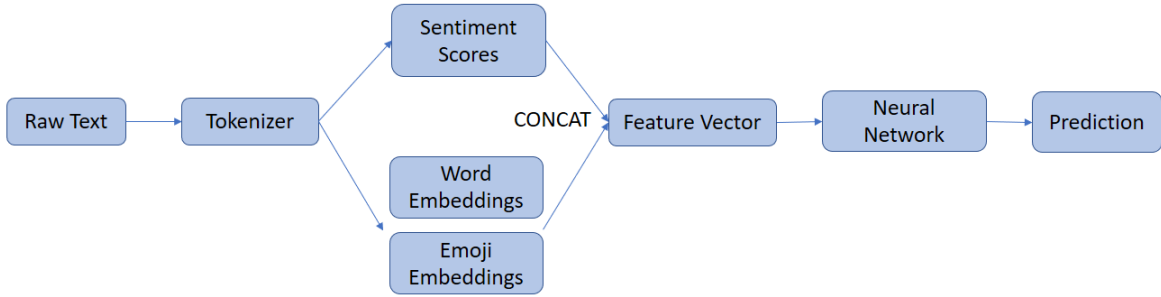 Raw Text
Tokenizer
Sentiment
Scores
Word
Embeddings
Emoji
Embeddings
CONCAT
Feature Vector
Neural
Network
Prediction